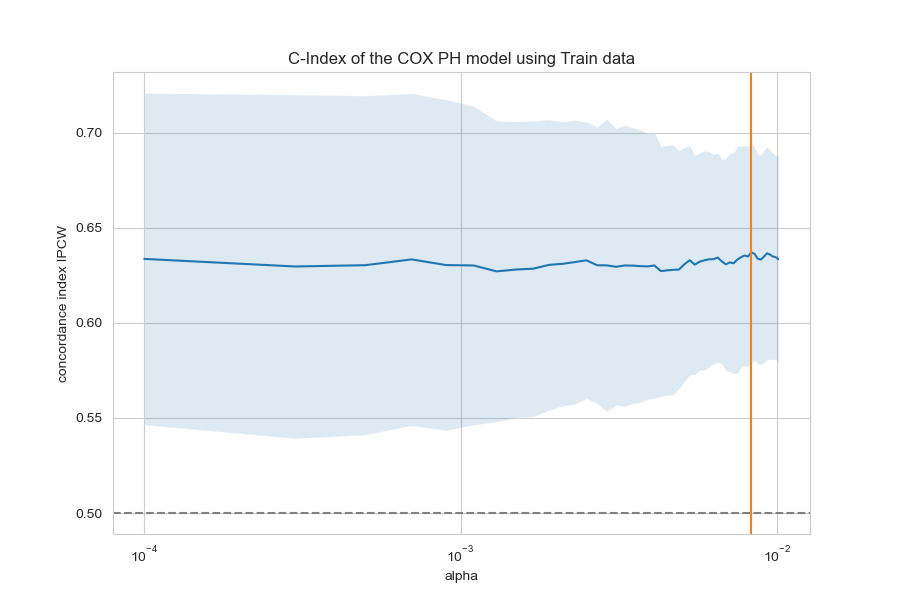 C-Index of the COX PH model using Train data
concordance index IPCW
0.70
0.65
0.60
0.55
0.50
10⁻⁴
10⁻³
10⁻²
alpha